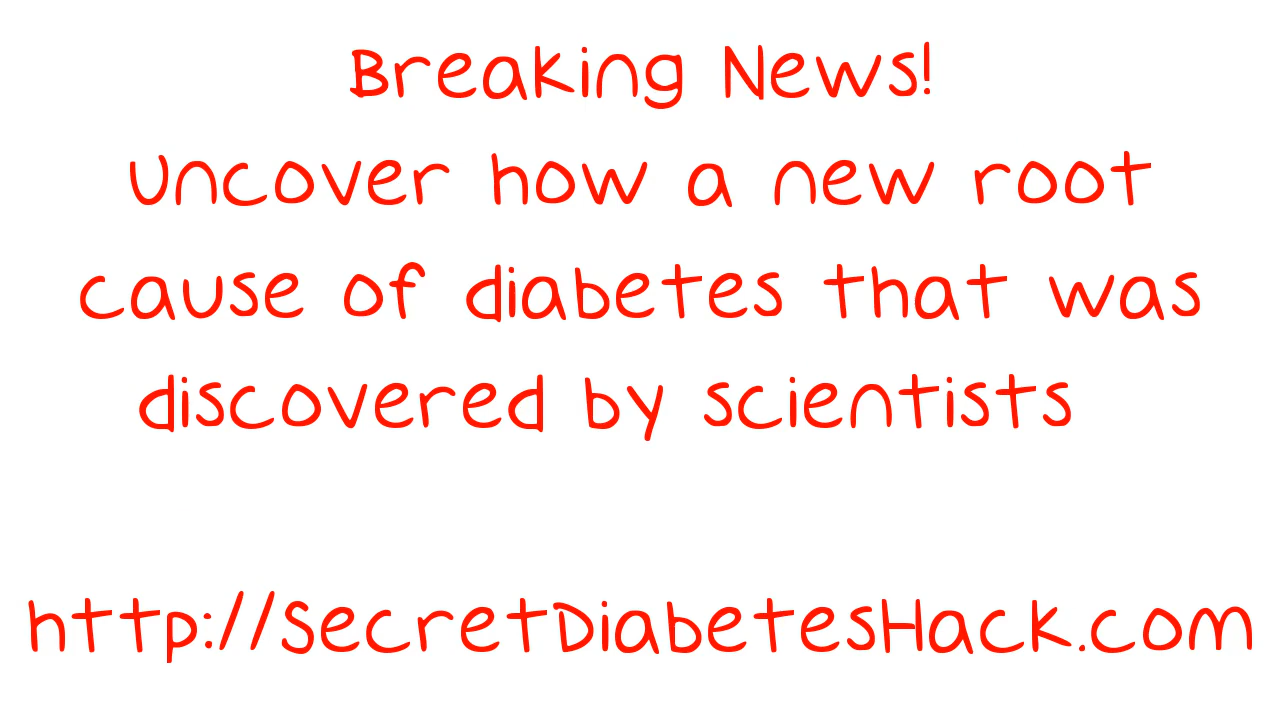 Breaking News!
Uncover how a new root
cause of diabetes that was
discovered by scientists
http://SecretDiabetesHack.com